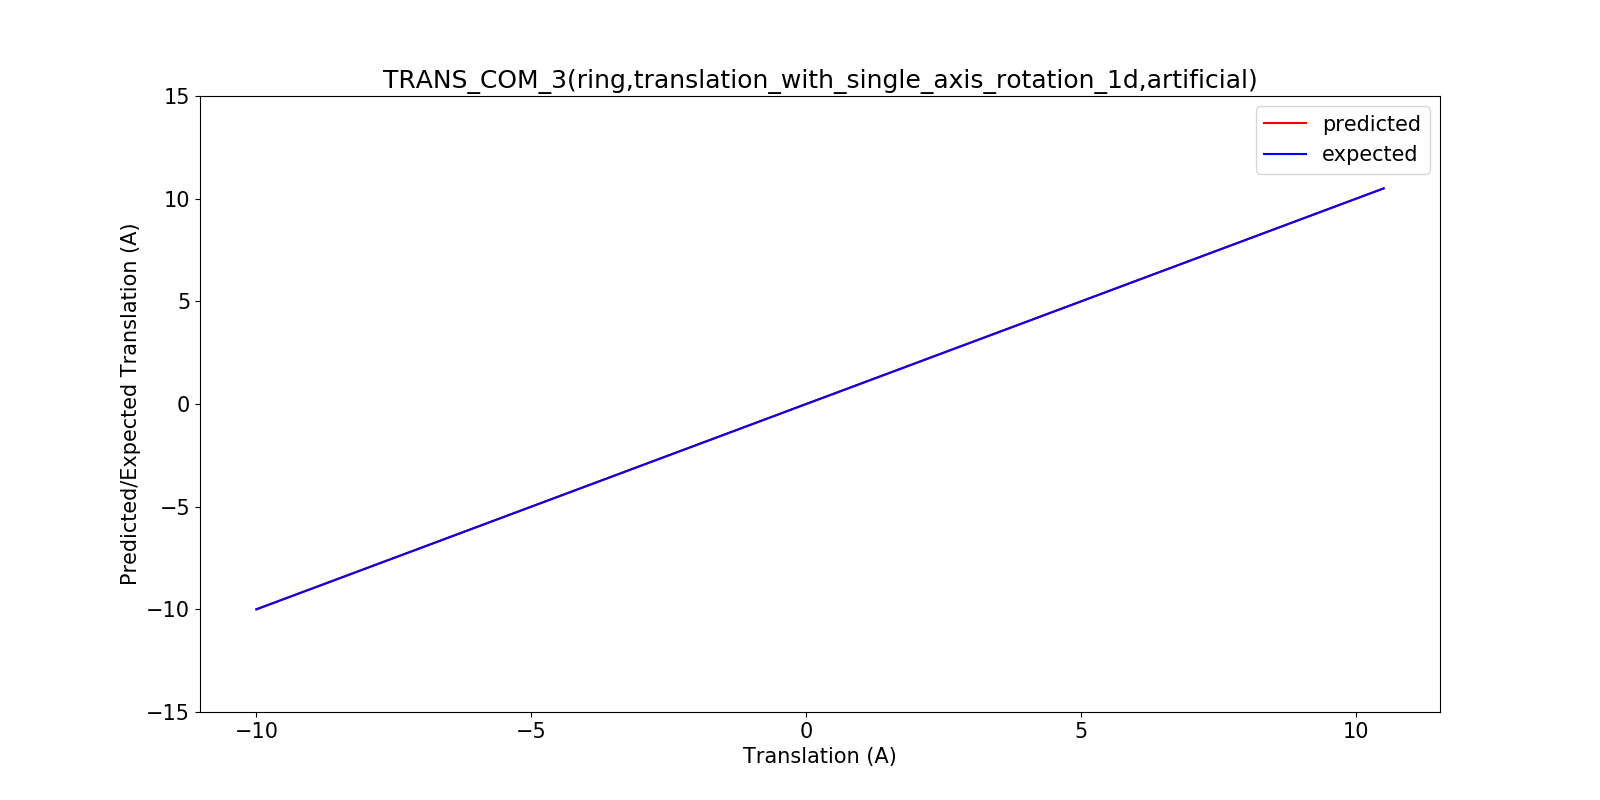 TRANS_COM_3(ring,translation_with_single_axis_rotation_1d,artificial)
predicted
expected
Predicted/Expected Translation (A)
15
10
5
0
−5
−10
−15
−10 −5 0 5 10
Translation (A)